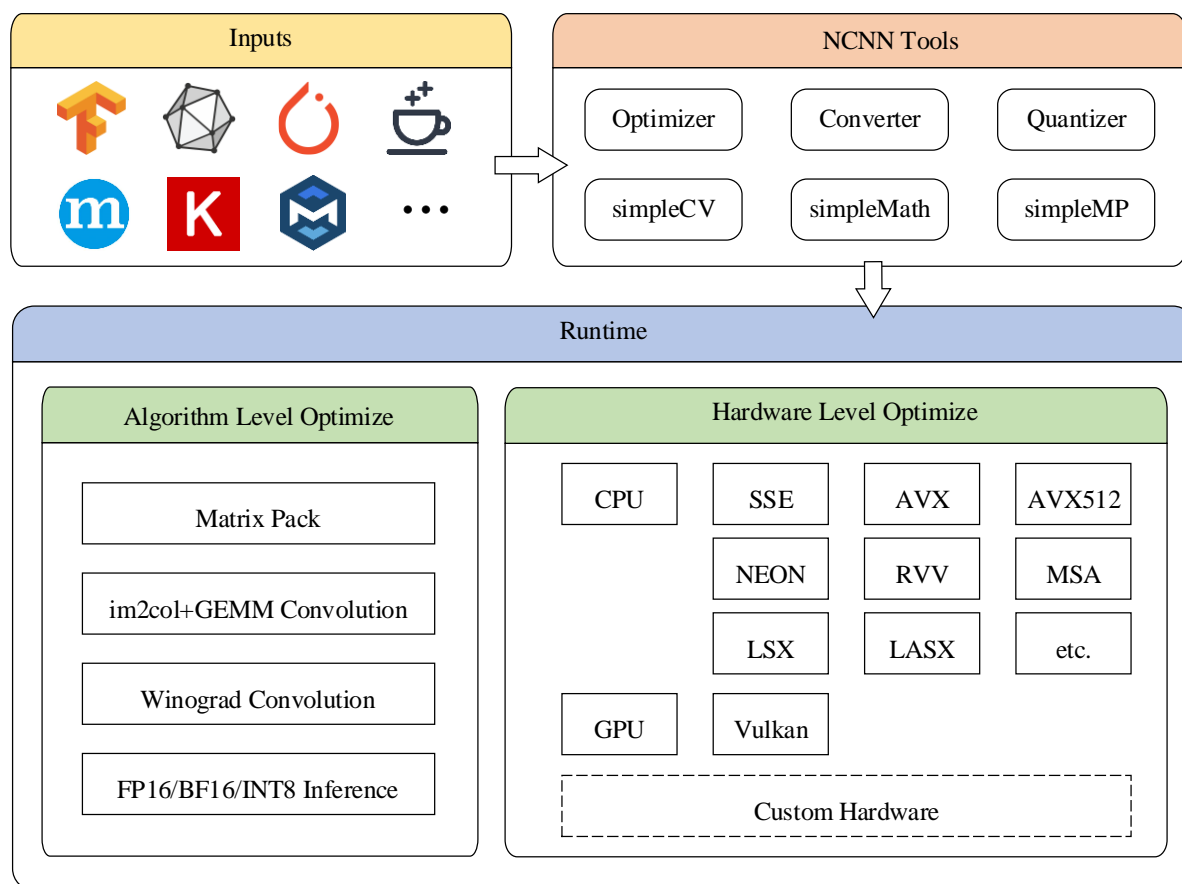 Inputs
m
K
M
...
NCNN Tools
Optimizer
Converter
Quantizer
simpleCV
simpleMath
simpleMP
Runtime
Algorithm Level Optimize
Matrix Pack
im2col+GEMM Convolution
Winograd Convolution
FP16/BF16/INT8 Inference
Hardware Level Optimize
CPU
SSE
AVX
AVX512
NEON
RVV
MSA
LSX
LASX
etc.
GPU
Vulkan
Custom Hardware